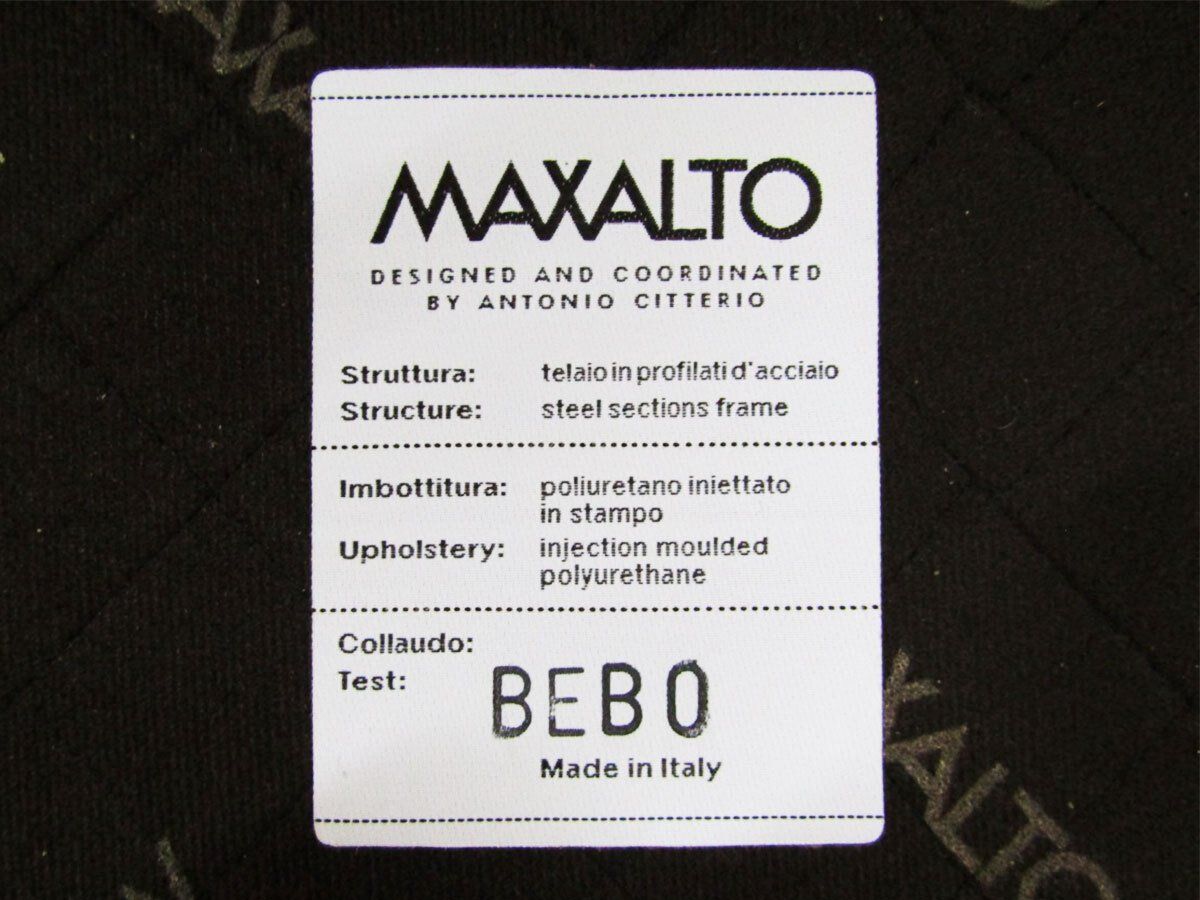 MAXALTO
DESIGNED AND COORDINATED
BY ANTONIO CITTERIO
Struttura: telaio in profilati d'acciaio
Structure: steel sections frame
Imbottitura: poliuretano iniettato
in stampo
Upholstery: injection moulded
polyurethane
Collaudo:
Test: BEBO
Made in Italy
XALTO